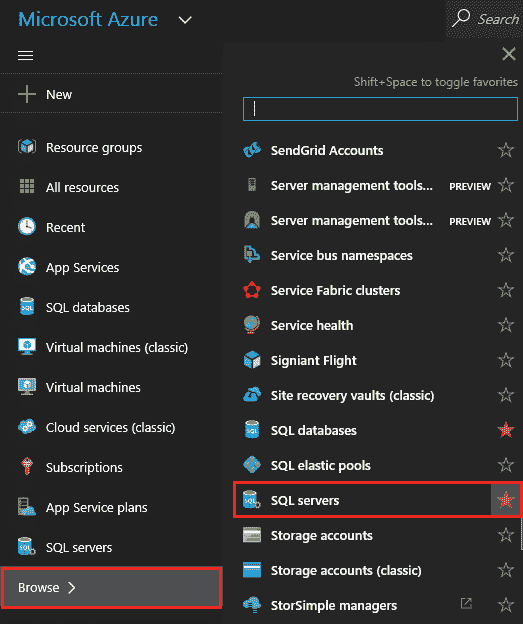 Microsoft Azure
Search
New
Resource groups
All resources
Recent
App Services
SQL databases
Virtual machines (classic)
Virtual machines
Cloud services (classic)
Subscriptions
App Service plans
SQL servers
Browse
Shift+Space to toggle favorites
SendGrid Accounts
Server management tools... PREVIEW
Server management tools... PREVIEW
Service bus namespaces
Service Fabric clusters
Service health
Signiant Flight
Site recovery vaults (classic)
SQL databases
SQL elastic pools
SQL servers
Storage accounts
Storage accounts (classic)
StorSimple managers